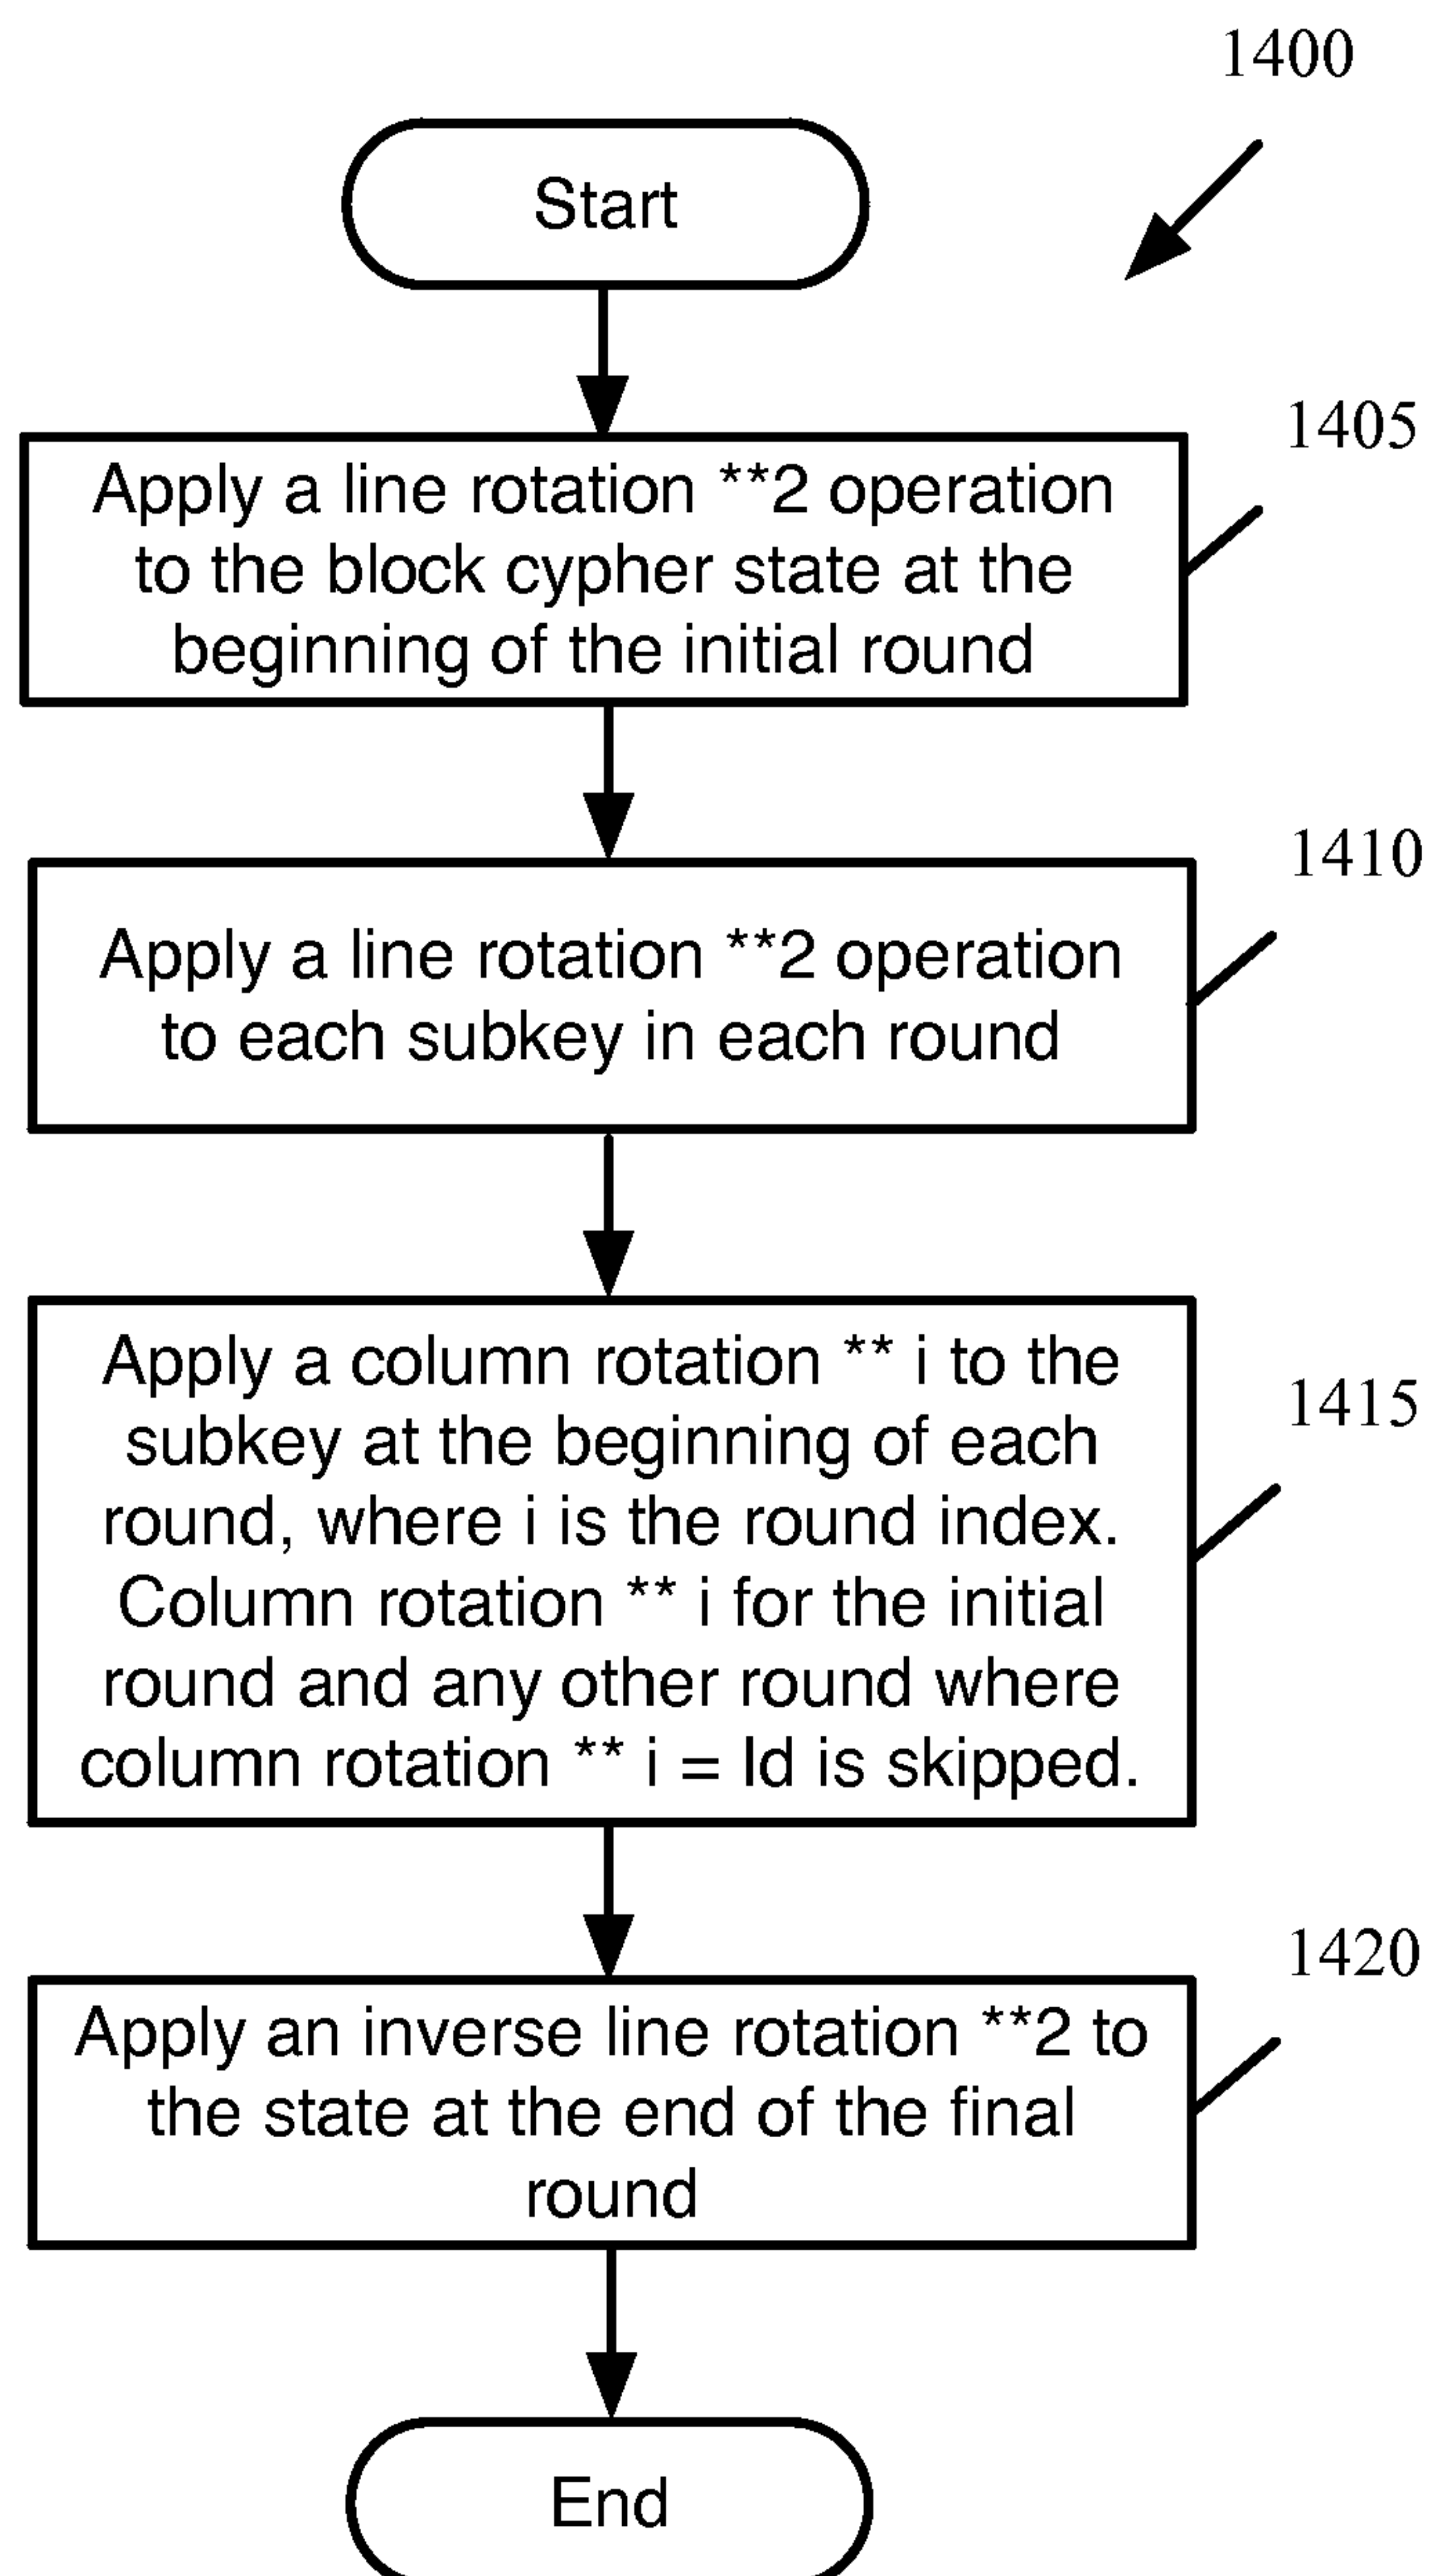 1400
Start
1405
Apply a line rotation **2 operation
to the block cypher state at the
beginning of the initial round
1410
Apply a line rotation **2 operation
to each subkey in each round
Apply a column rotation ** i to the
1415
subkey at the beginning of each
round, where i is the round index.
Column rotation ** i for the initial
round and any other round where
column rotation ** i = Id is skipped.
1420
Apply an inverse line rotation **2 to
the state at the end of the final
round
End